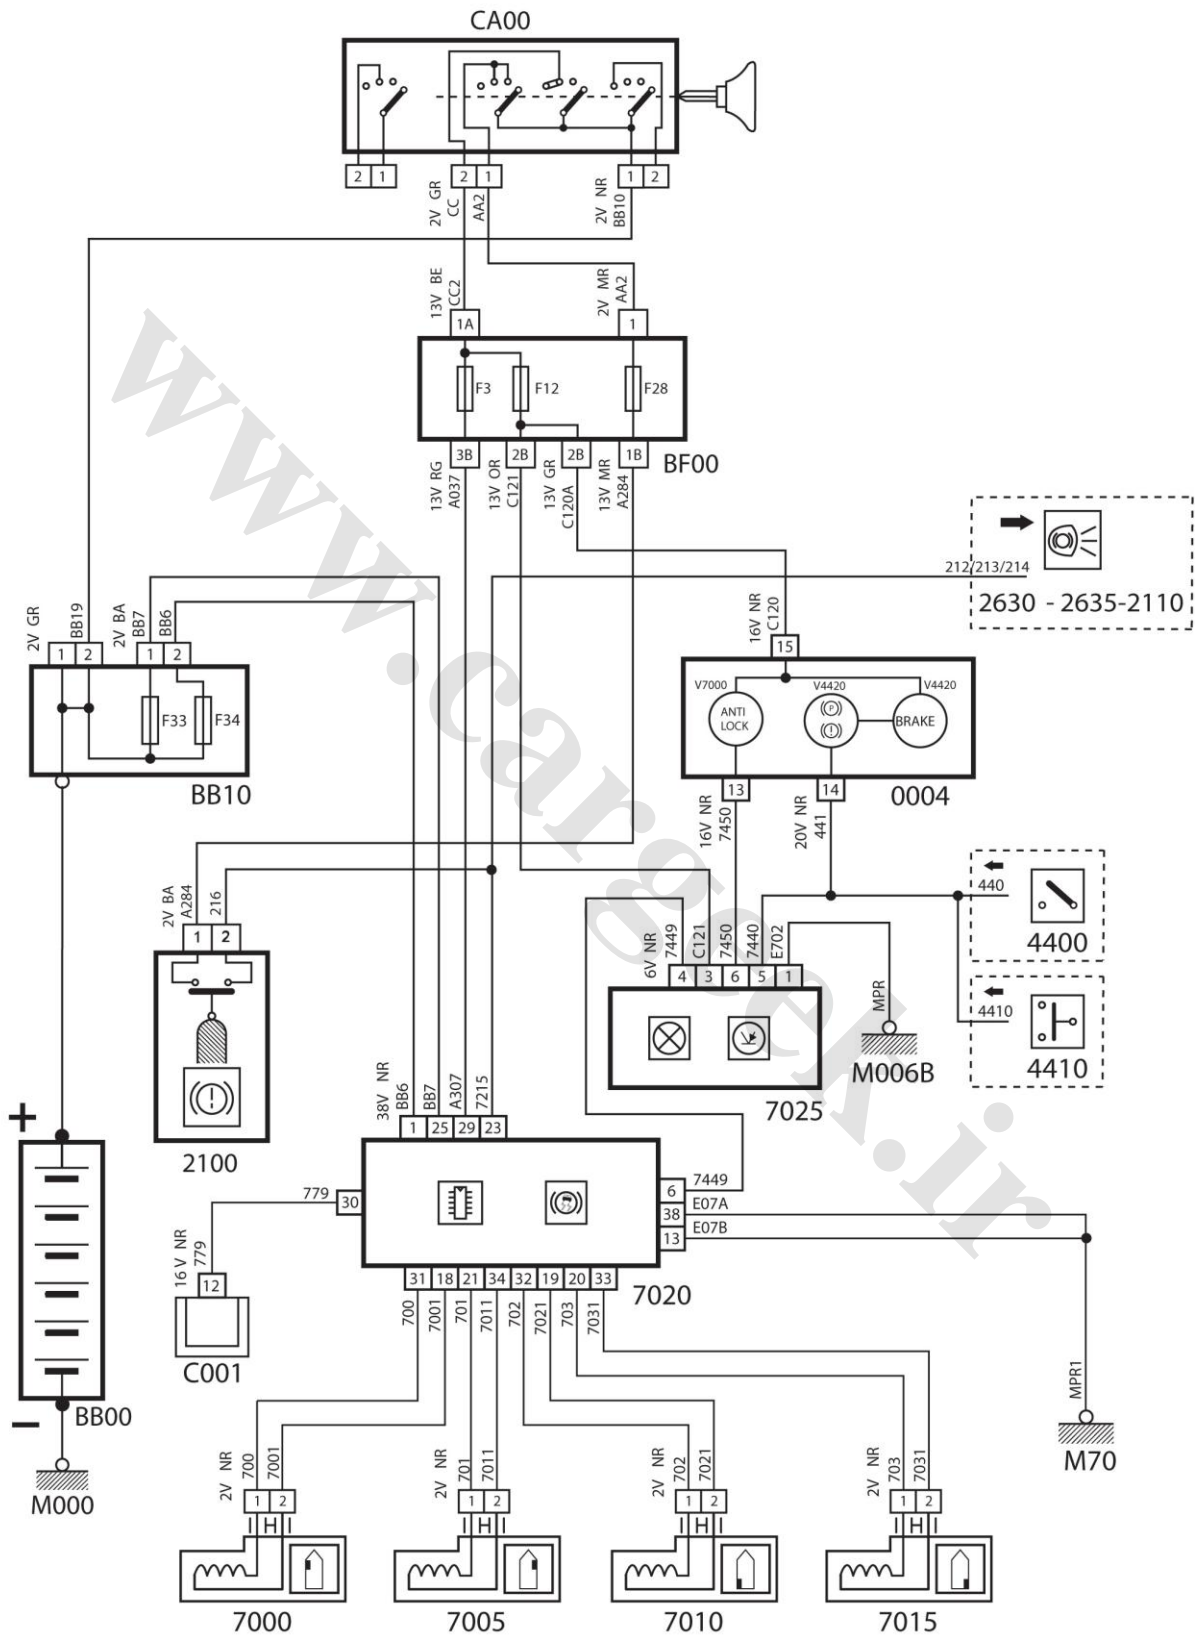 CA00
2 1
2 1
1 2
2V GR
CC
AA2
2V NR
BB10
13V BE
CC2
2V MR
AA2
1A
1
F3
F12
F28
3B
2B
2B
1B
BF00
13V RG
A037
13V OR
C121
13V GR
C120A
13V MR
A284
212/213/214
2630 - 2635-2110
2V GR
BB19
2V BA
BB7
BB6
1 2
1 2
F33
F34
BB10
16V NR
C120
15
V7000
V4420
V4420
ANTI
LOCK
(P)
(!)
BRAKE
13
14
0004
16V NR
7450
20V NR
441
440
4400
4410
4410
2V BA
A284
216
1 2
(!)
2100
6V NR
7449
C121
7450
7440
E702
4 3 6 5 1
7025
MPR
M006B
38V NR
BB6
BB7
A307
7215
1 25 29 23
7449
6
E07A
38
E07B
13
779
30
31 18 21 34 32 19 20 33
7020
16 V NR
779
12
C001
+
BB00
−
M000
700
7001
701
7011
702
7021
703
7031
MPR1
M70
2V NR
700
7001
1 2
2V NR
701
7011
1 2
2V NR
702
7021
1 2
2V NR
703
7031
1 2
H
H
H
H
7000
7005
7010
7015
www.cargeek.ir